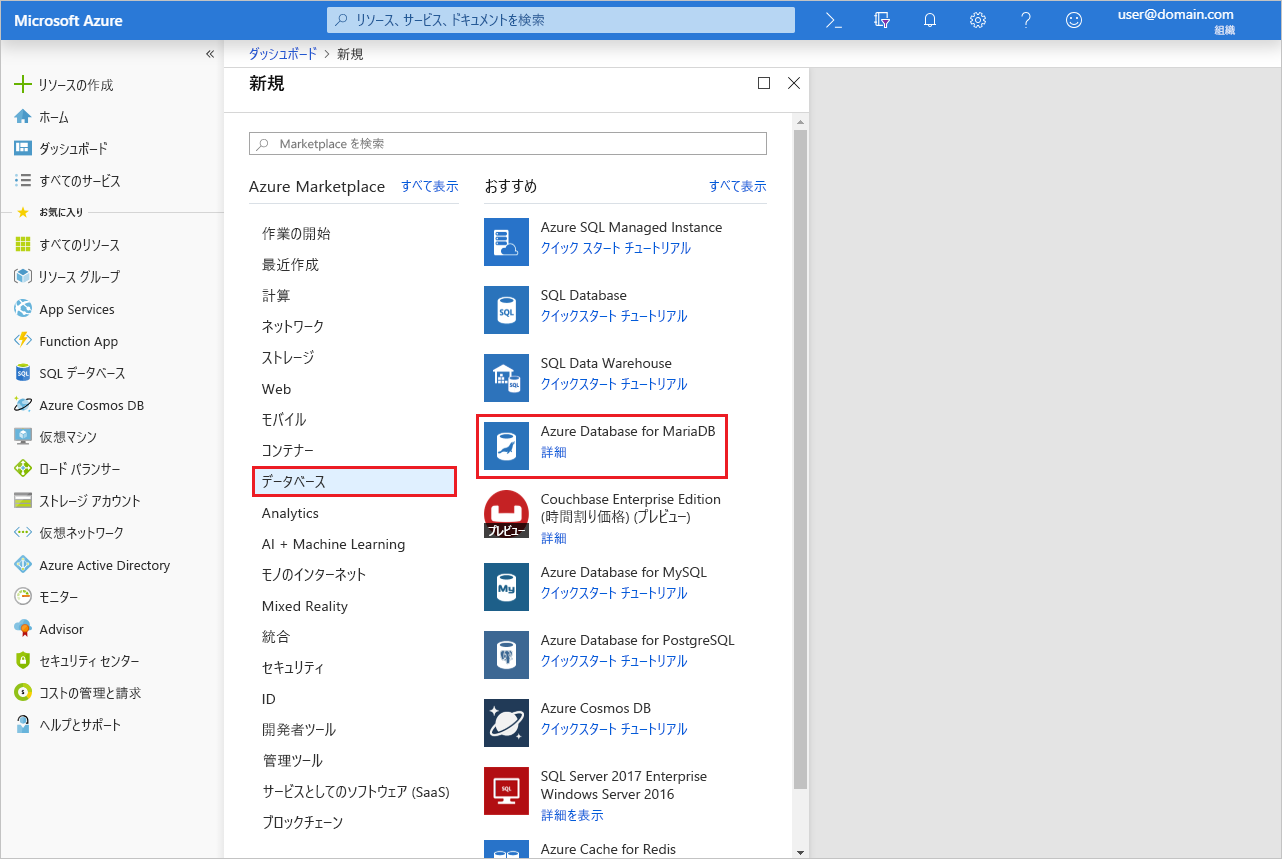 Microsoft Azure
リソース、サービス、ドキュメントを検索
user@domain.com
組織
ダッシュボード > 新規
リソースの作成
ホーム
ダッシュボード
すべてのサービス
お気に入り
すべてのリソース
リソース グループ
App Services
Function App
SQL データベース
Azure Cosmos DB
仮想マシン
ロード バランサー
ストレージ アカウント
仮想ネットワーク
Azure Active Directory
モニター
Advisor
セキュリティ センター
コストの管理と請求
ヘルプとサポート
新規
Marketplace を検索
Azure Marketplace すべて表示
作業の開始
最近作成
計算
ネットワーク
ストレージ
Web
モバイル
コンテナー
データベース
Analytics
AI + Machine Learning
モノのインターネット
Mixed Reality
統合
セキュリティ
ID
開発者ツール
管理ツール
サービスとしてのソフトウェア (SaaS)
ブロックチェーン
おすすめ すべて表示
Azure SQL Managed Instance
クイック スタート チュートリアル
SQL
SQL Database
クイックスタート チュートリアル
SQL
SQL Data Warehouse
クイックスタート チュートリアル
Azure Database for MariaDB
詳細
プレビュー
Couchbase Enterprise Edition
(時間割り価格) (プレビュー)
詳細
My
Azure Database for MySQL
クイックスタート チュートリアル
Azure Database for PostgreSQL
クイックスタート チュートリアル
Azure Cosmos DB
クイックスタート チュートリアル
SQL
SQL Server 2017 Enterprise
Windows Server 2016
詳細を表示
Azure Cache for Redis